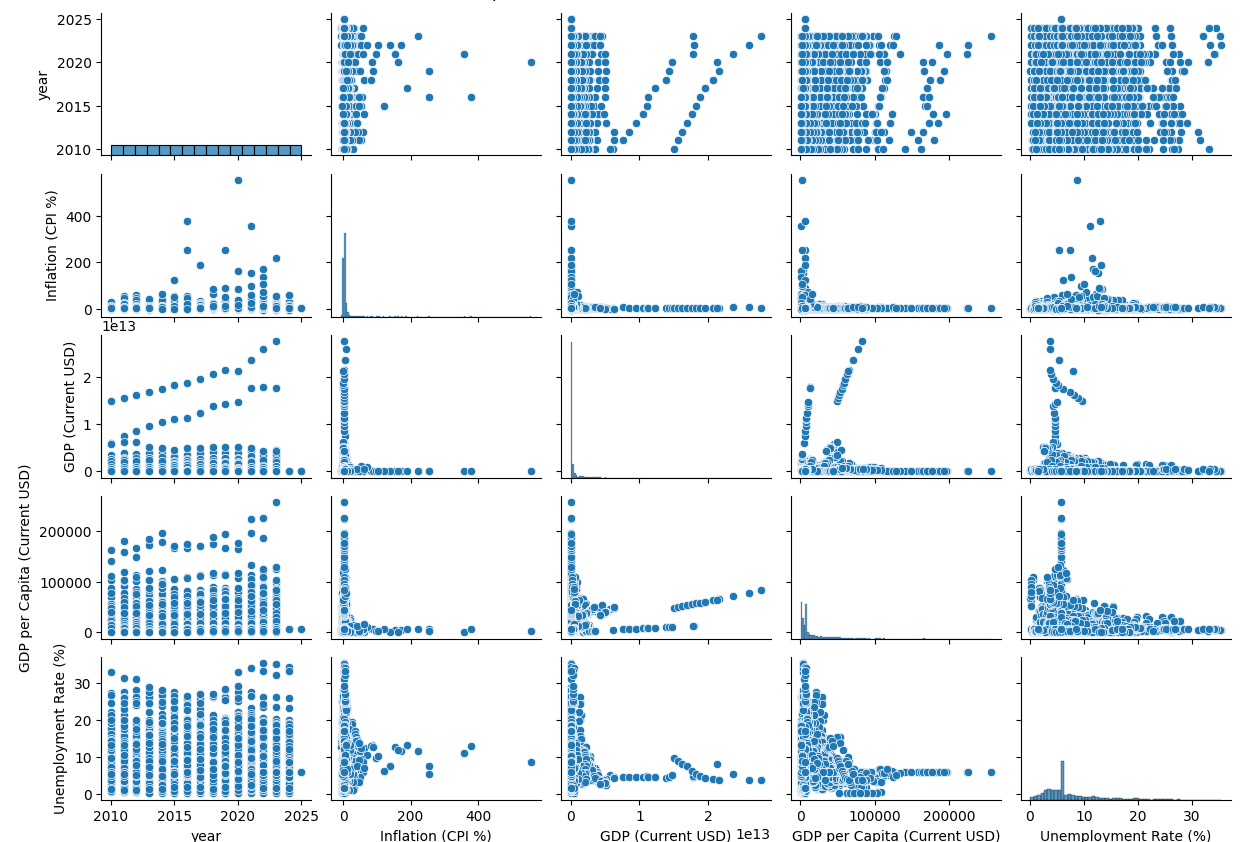 2025
2020
2015
2010
year
400
200
0
Inflation (CPI %)
1e13
2
1
0
GDP (Current USD)
200000
100000
0
GDP per Capita (Current USD)
30
20
10
0
Unemployment Rate (%)
2010 2015 2020 2025
0 200 400
0 1 2
1e13
0 100000 200000
0 10 20 30
year
Inflation (CPI %)
GDP (Current USD)
GDP per Capita (Current USD)
Unemployment Rate (%)